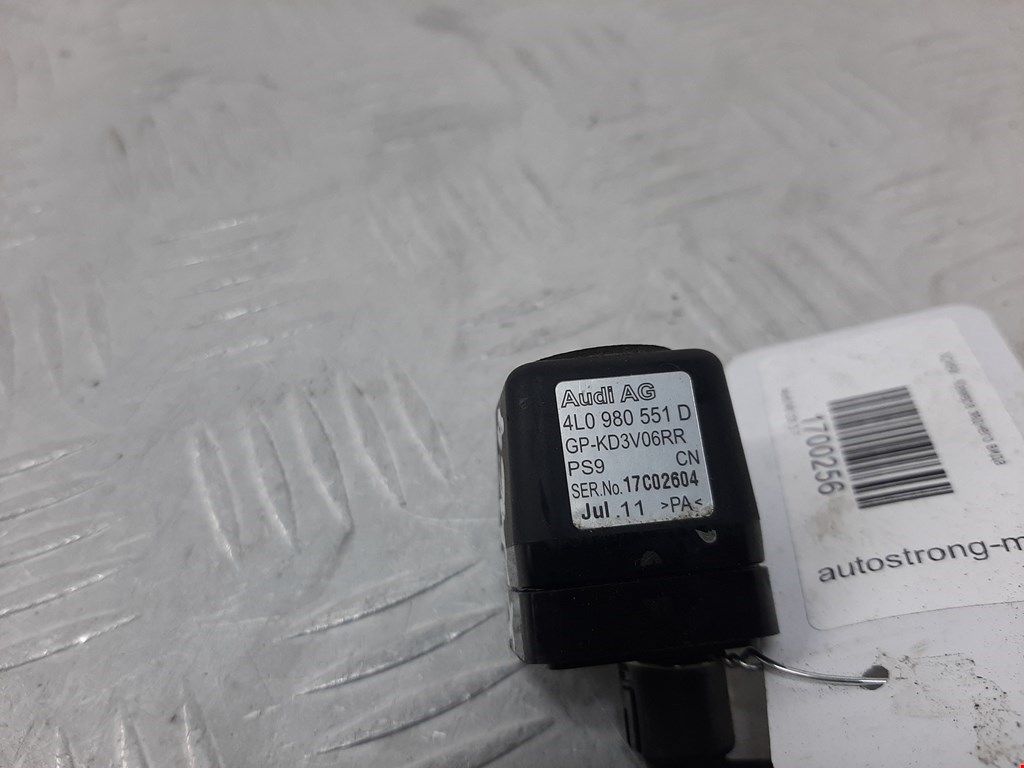 Audi AG
4L0 980 551 D
GP-KD3V06RR
PS9 CN
SER.No. 17C02604
Jul .11 >PA<
1700256
autostrong-m